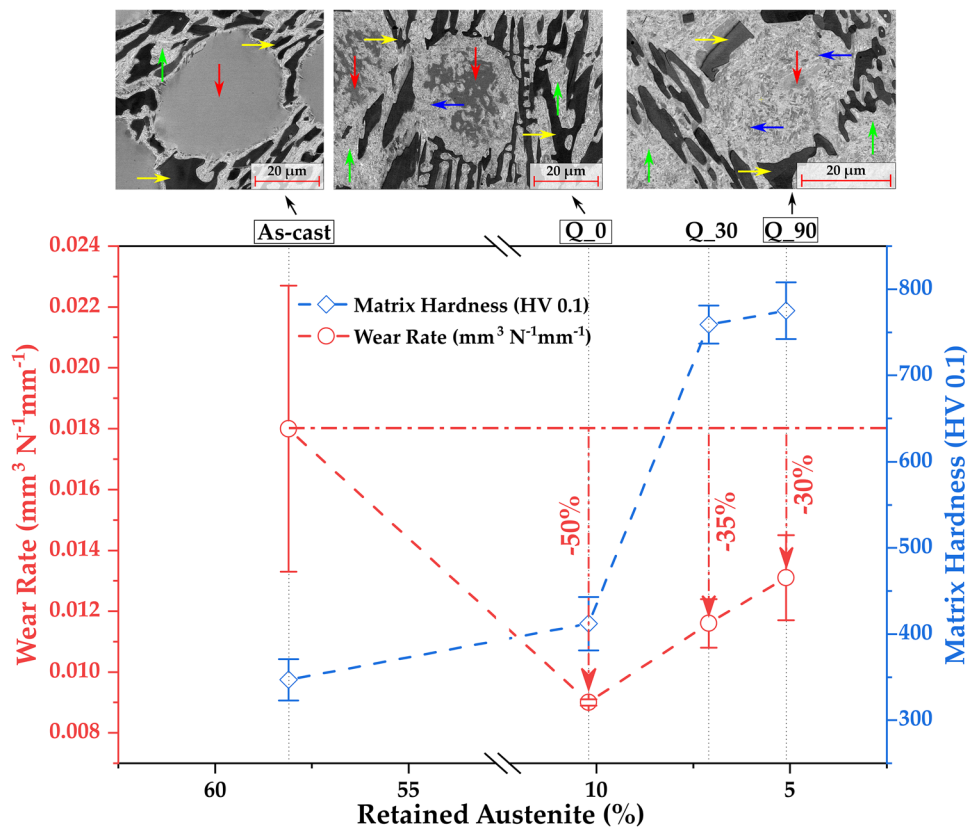 20 μm
20 μm
20 μm
As-cast
Q_0
Q_30
Q_90
0.024
0.022
0.020
0.018
0.016
0.014
0.012
0.010
0.008
Wear Rate (mm³ N⁻¹mm⁻¹)
Matrix Hardness (HV 0.1)
Wear Rate (mm³ N⁻¹mm⁻¹)
-50%
-35%
-30%
800
700
600
500
400
300
Matrix Hardness (HV 0.1)
60
55
10
5
Retained Austenite (%)